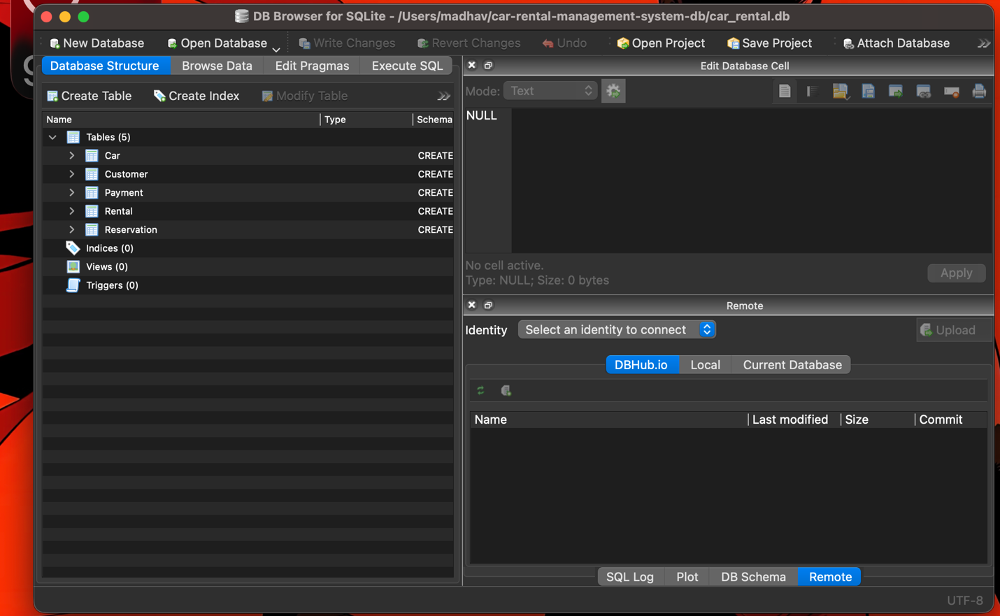 DB Browser for SQLite - /Users/madhav/car-rental-management-system-db/car_rental.db
New Database Open Database Write Changes Revert Changes Undo Open Project Save Project Attach Database
Database Structure Browse Data Edit Pragmas Execute SQL
Create Table Create Index Modify Table
Name Type Schema
Tables (5)
Car CREATE
Customer CREATE
Payment CREATE
Rental CREATE
Reservation CREATE
Indices (0)
Views (0)
Triggers (0)
Edit Database Cell
Mode: Text
NULL
No cell active.
Type: NULL; Size: 0 bytes
Apply
Remote
Identity Select an identity to connect Upload
DBHub.io Local Current Database
Name Last modified Size Commit
SQL Log Plot DB Schema Remote
UTF-8